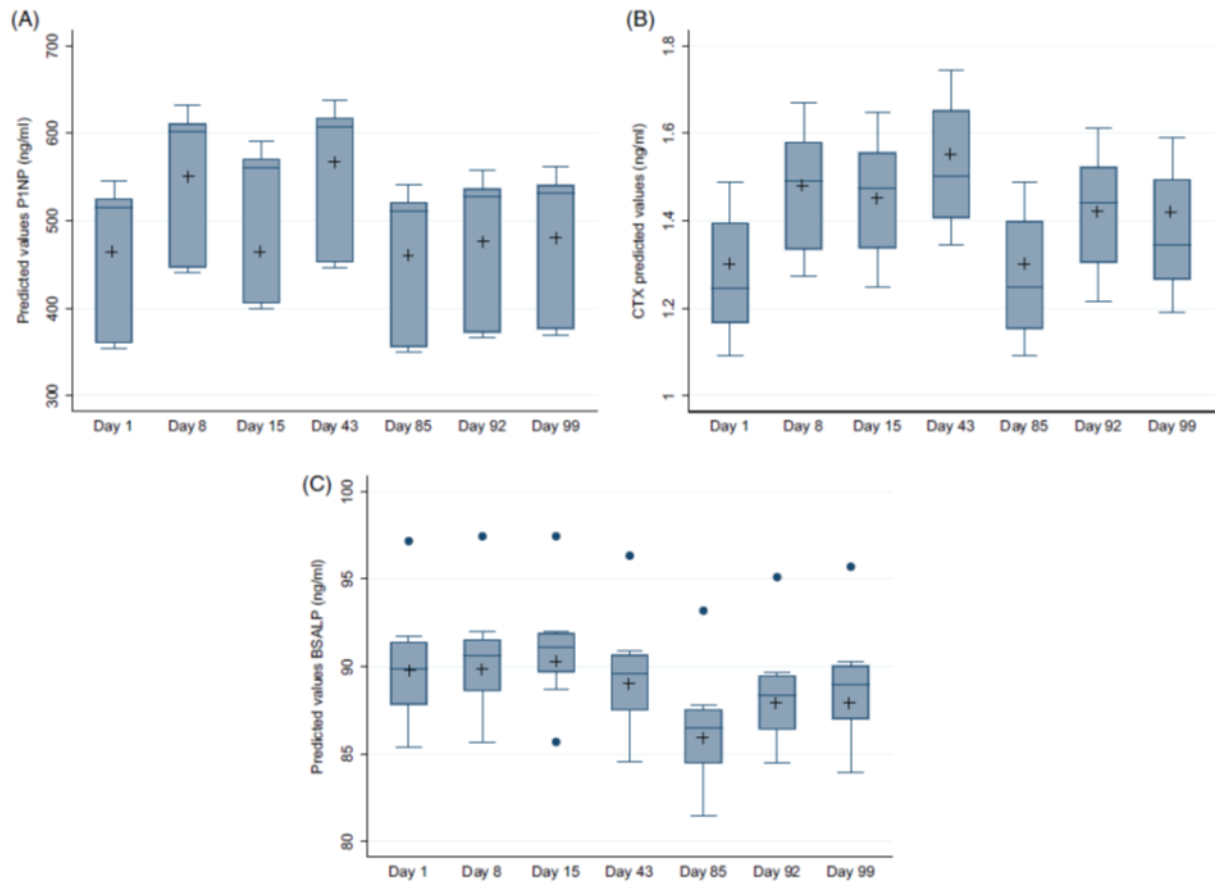 (A)
Predicted values P1NP (ng/ml)
700
600
500
400
300
Day 1 Day 8 Day 15 Day 43 Day 85 Day 92 Day 99
(B)
CTX predicted values (ng/ml)
1.8
1.6
1.4
1.2
1
Day 1 Day 8 Day 15 Day 43 Day 85 Day 92 Day 99
(C)
Predicted values BSALP (ng/ml)
100
95
90
85
80
Day 1 Day 8 Day 15 Day 43 Day 85 Day 92 Day 99